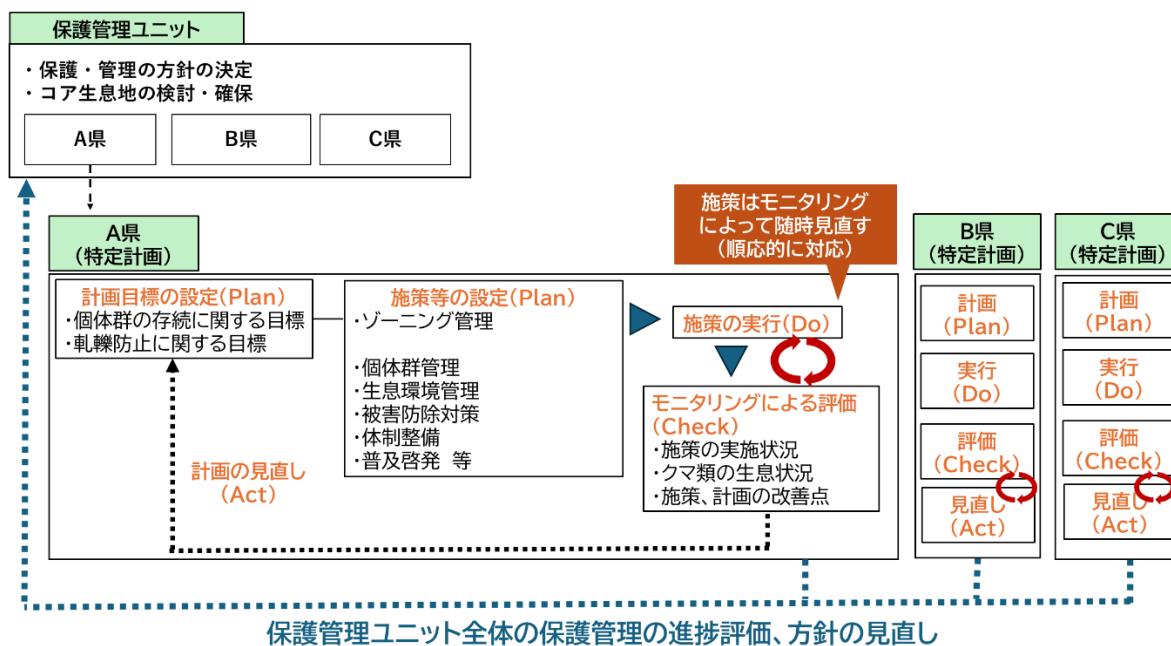 保護管理ユニット
・保護・管理の方針の決定
・コア生息地の検討・確保
A県
B県
C県
A県
(特定計画)
計画目標の設定(Plan)
・個体群の存続に関する目標
・軋轢防止に関する目標
施策等の設定(Plan)
・ゾーニング管理
・個体群管理
・生息環境管理
・被害防除対策
・体制整備
・普及啓発 等
施策はモニタリング
によって随時見直す
(順応的に対応)
施策の実行(Do)
モニタリングによる評価
(Check)
・施策の実施状況
・クマ類の生息状況
・施策、計画の改善点
計画の見直し
(Act)
B県
(特定計画)
計画
(Plan)
実行
(Do)
評価
(Check)
見直し
(Act)
C県
(特定計画)
計画
(Plan)
実行
(Do)
評価
(Check)
見直し
(Act)
保護管理ユニット全体の保護管理の進捗評価、方針の見直し